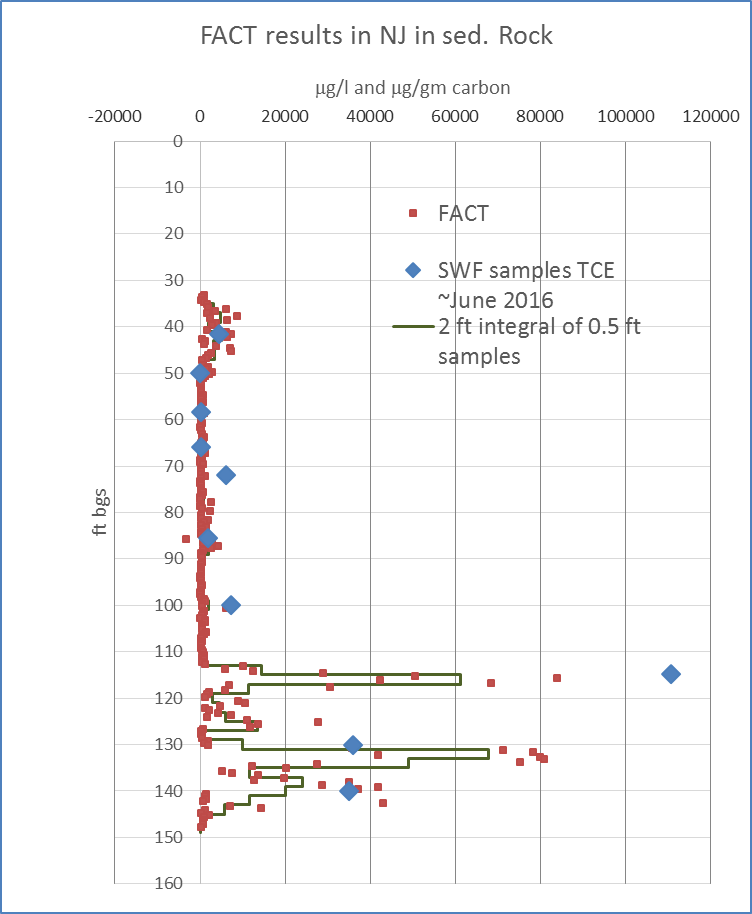 FACT results in NJ in sed. Rock
µg/l and µg/gm carbon
-20000 0 20000 40000 60000 80000 100000 120000
0
10
20
30
40
50
60
70
80
90
100
110
120
130
140
150
160
ft bgs
FACT
SWF samples TCE
~June 2016
2 ft integral of 0.5 ft
samples